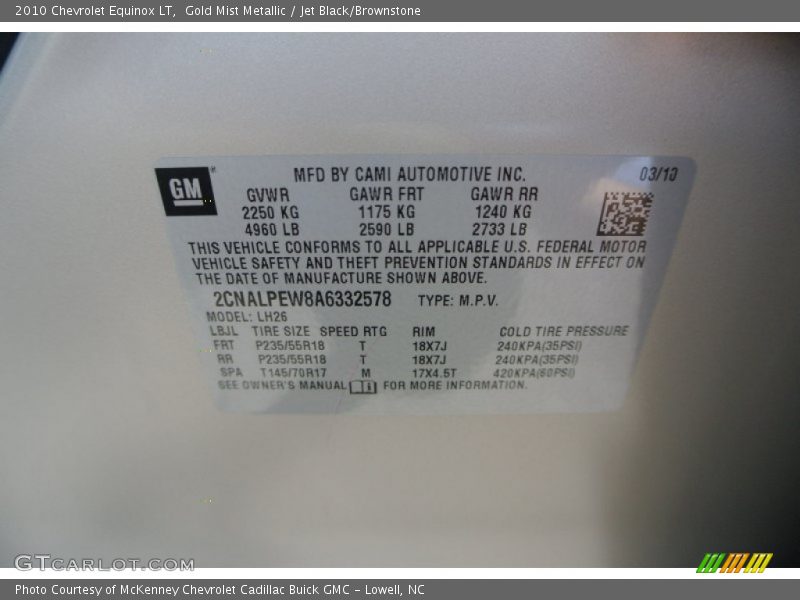 2010 Chevrolet Equinox LT, Gold Mist Metallic / Jet Black/Brownstone
GM
MFD BY CAMI AUTOMOTIVE INC. 03/10
GVWR GAWR FRT GAWR RR
2250 KG 1175 KG 1240 KG
4960 LB 2590 LB 2733 LB
THIS VEHICLE CONFORMS TO ALL APPLICABLE U.S. FEDERAL MOTOR
VEHICLE SAFETY AND THEFT PREVENTION STANDARDS IN EFFECT ON
THE DATE OF MANUFACTURE SHOWN ABOVE.
2CNALPEW8A6332578 TYPE: M.P.V.
MODEL: LH26
LBJL TIRE SIZE SPEED RTG RIM COLD TIRE PRESSURE
FRT P235/55R18 T 18X7J 240KPA(35PSI)
RR P235/55R18 T 18X7J 240KPA(35PSI)
SPA T145/70R17 M 17X4.5T 420KPA(60PSI)
SEE OWNER'S MANUAL FOR MORE INFORMATION.
GTCARLOT.COM
Photo Courtesy of McKenney Chevrolet Cadillac Buick GMC - Lowell, NC